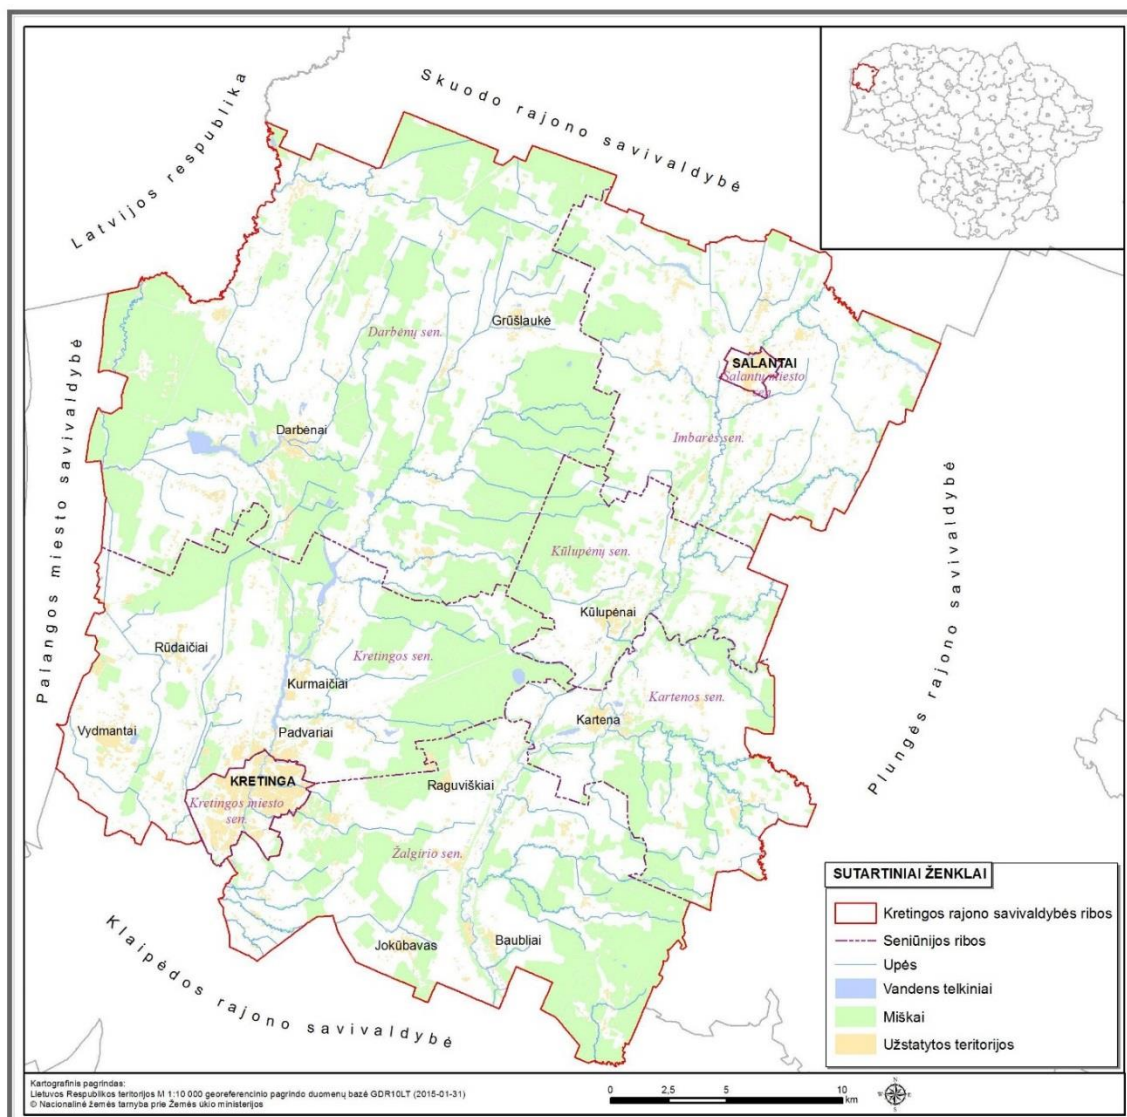 Skuodo rajono savivaldybė
Latvijos respublika
Palangos miesto savivaldybė
Plungės rajono savivaldybė
Klaipėdos rajono savivaldybė
Grūšlaukė
Darbėnų sen.
SALANTAI
Salantų miesto
sen.
Darbėnai
Imbarės sen.
Kūlupėnų sen.
Kūlupėnai
Rūdaičiai
Kretingos sen.
Kurmaičiai
Kartenos sen.
Kartena
Vydmantai
Padvariai
KRETINGA
Raguviškiai
Kretingos miesto
sen.
Žalgirio sen.
Jokūbavas
Baubliai
SUTARTINIAI ŽENKLAI
Kretingos rajono savivaldybės ribos
Seniūnijos ribos
Upės
Vandens telkiniai
Miškai
Užstatytos teritorijos
Kartografinis pagrindas:
Lietuvos Respublikos teritorijos M 1:10 000 georeferencinio pagrindo duomenų bazė GDR10LT (2015-01-31)
© Nacionalinė žemės tarnyba prie Žemės ūkio ministerijos
0 2,5 5 10
km
N